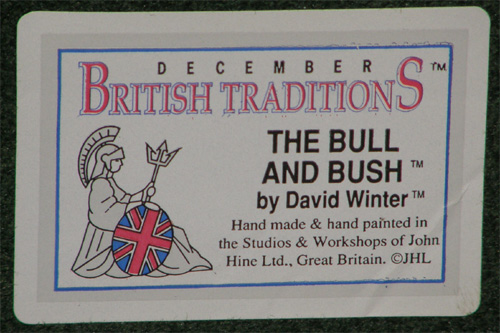 DECEMBER
BRITISH TRADITIONS™
THE BULL
AND BUSH™
by David Winter™
Hand made & hand painted in
the Studios & Workshops of John
Hine Ltd., Great Britain. ©JHL